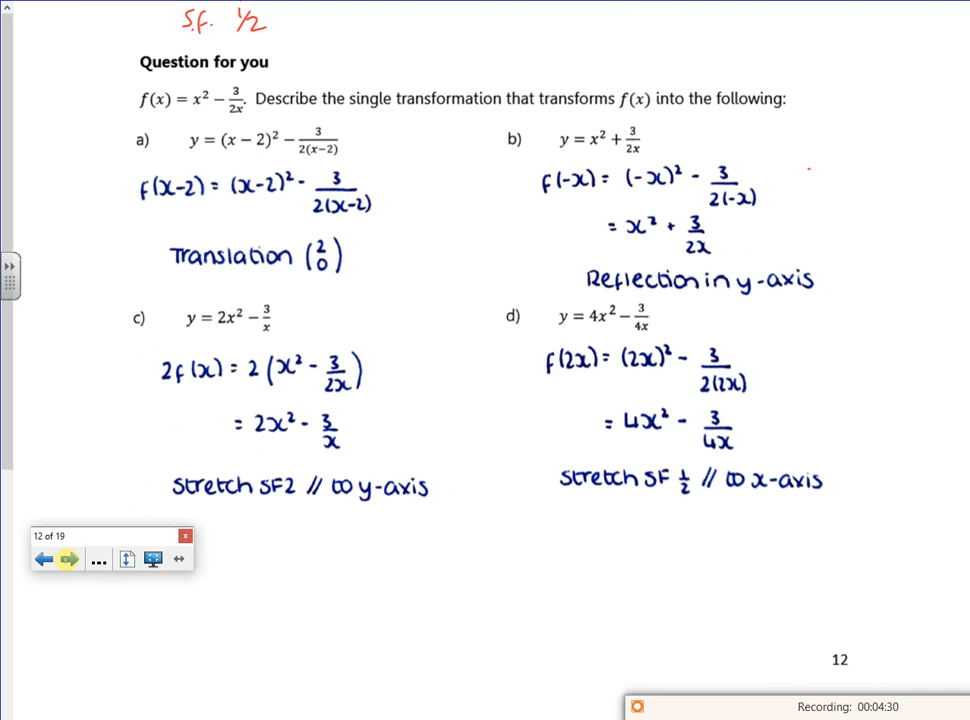 S.f. 1/2
Question for you
f(x) = x² − 3/2x. Describe the single transformation that transforms f(x) into the following:
a) y = (x − 2)² − 3/2(x−2)
f(x-2) = (x-2)² - 3/2(x-2)
Translation (2 0)
b) y = x² + 3/2x
f(-x) = (-x)² - 3/2(-x)
= x² + 3/2x
Reflection in y-axis
c) y = 2x² − 3/x
2f(x) = 2(x² - 3/2x)
= 2x² - 3/x
Stretch SF2 // to y-axis
d) y = 4x² − 3/4x
f(2x) = (2x)² - 3/2(2x)
= 4x² - 3/4x
Stretch SF 1/2 // to x-axis
12 of 19
x
...
12
Recording: 00:04:30